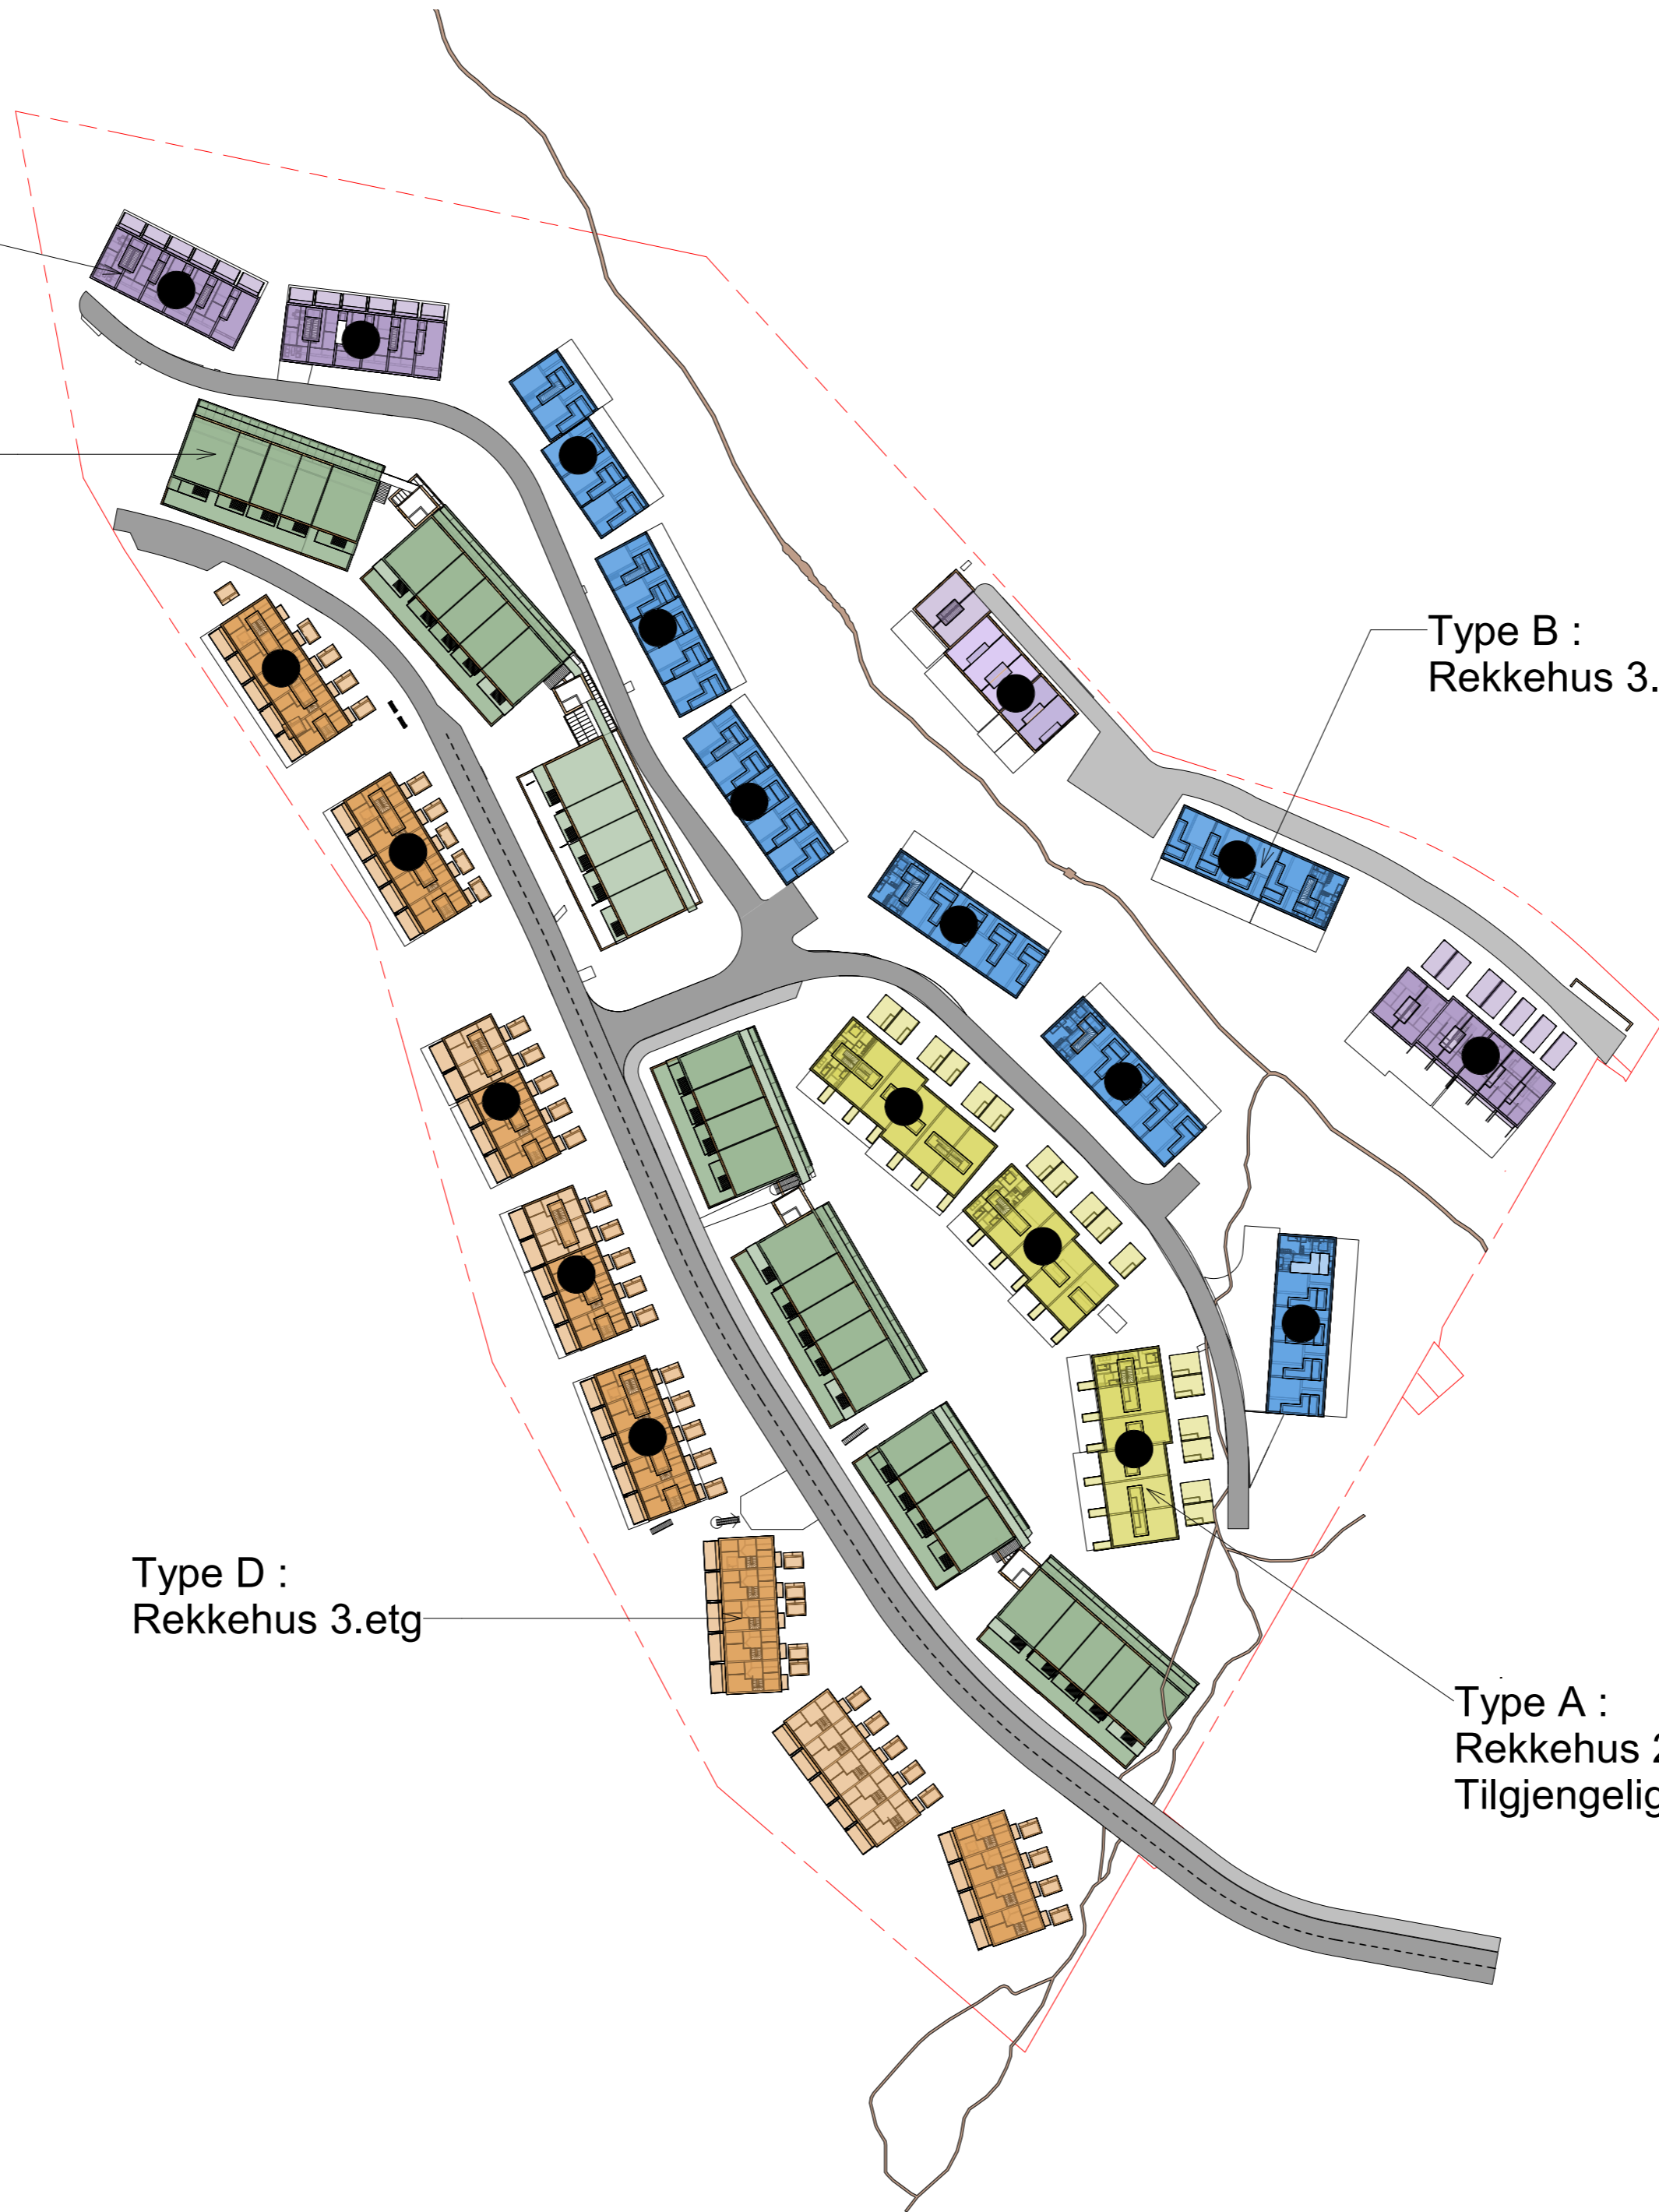 Type B :
Rekkehus 3.
Type D :
Rekkehus 3.etg
Type A :
Rekkehus
Tilgjengelig